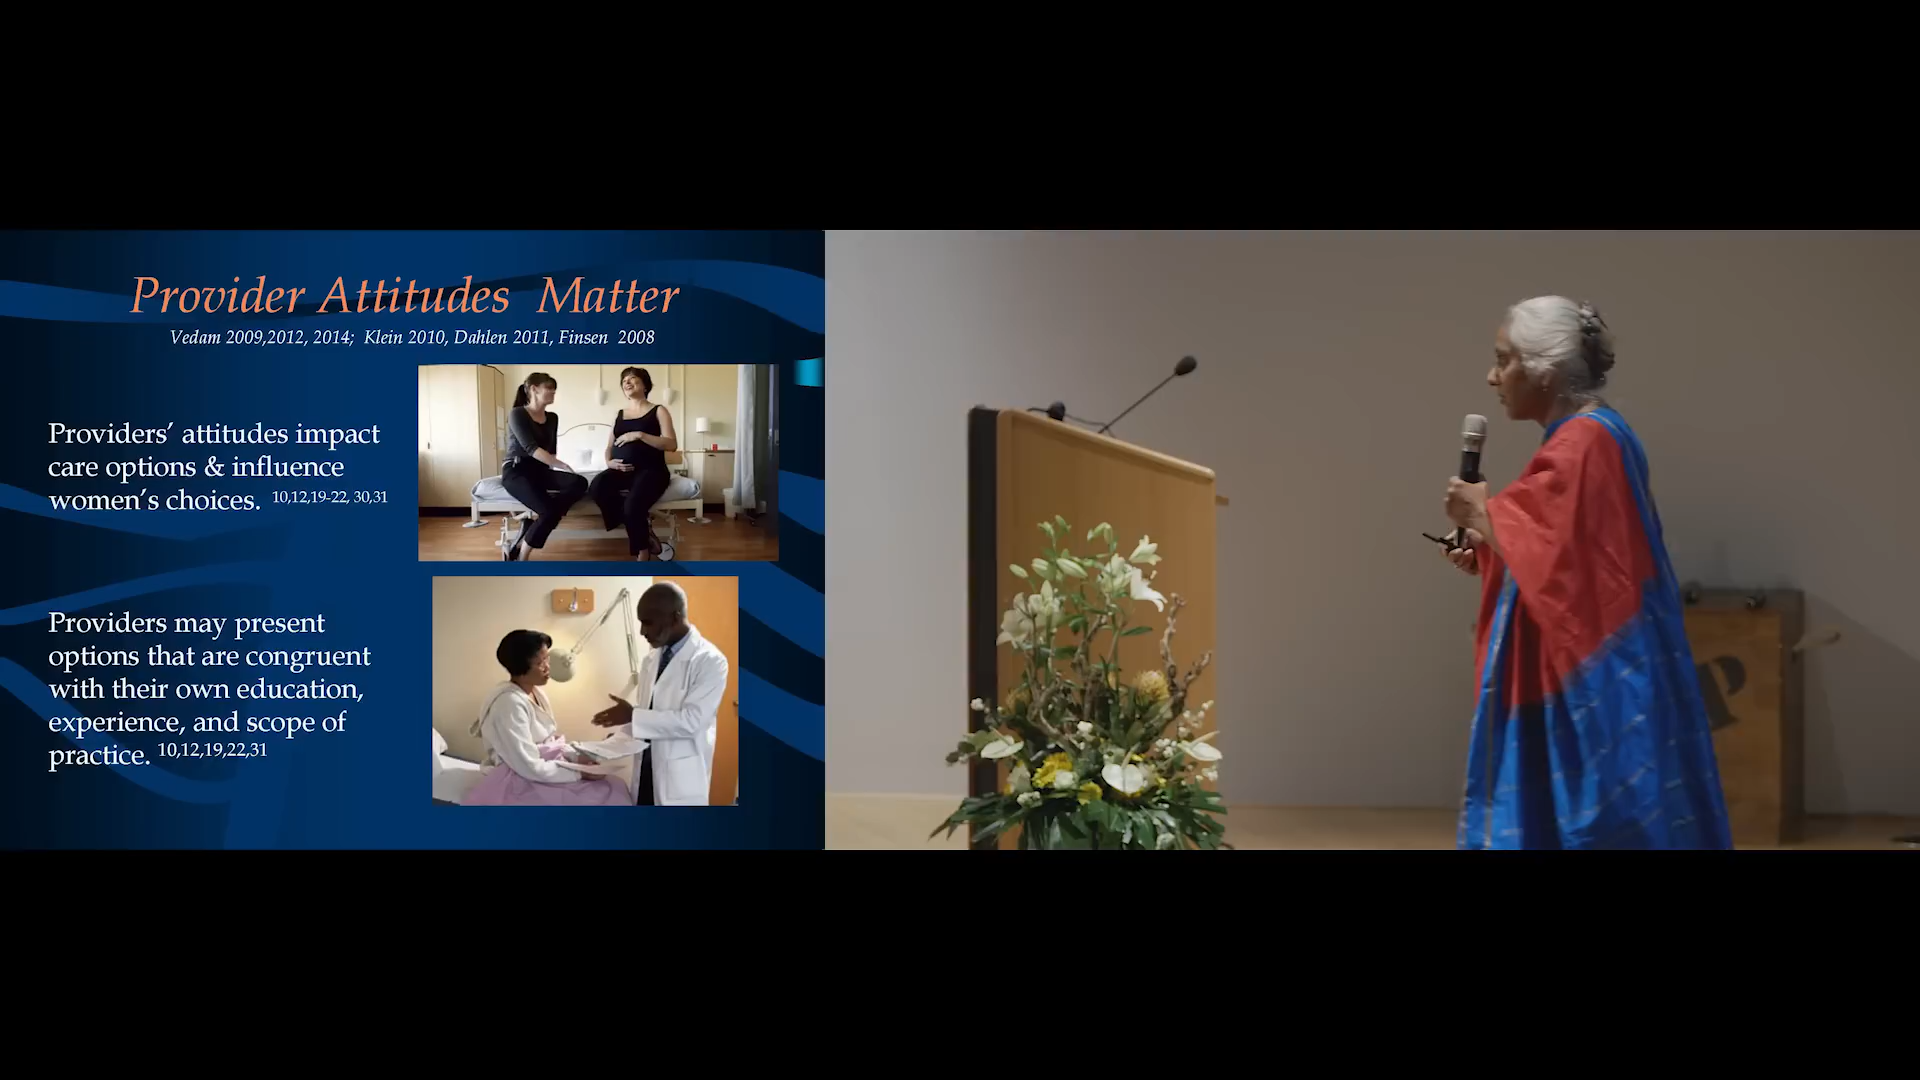 Provider Attitudes Matter
Vedam 2009,2012, 2014; Klein 2010, Dahlen 2011, Finsen 2008
Providers’ attitudes impact
care options & influence
women’s choices. 10,12,19-22, 30,31
Providers may present
options that are congruent
with their own education,
experience, and scope of
practice. 10,12,19,22,31
P